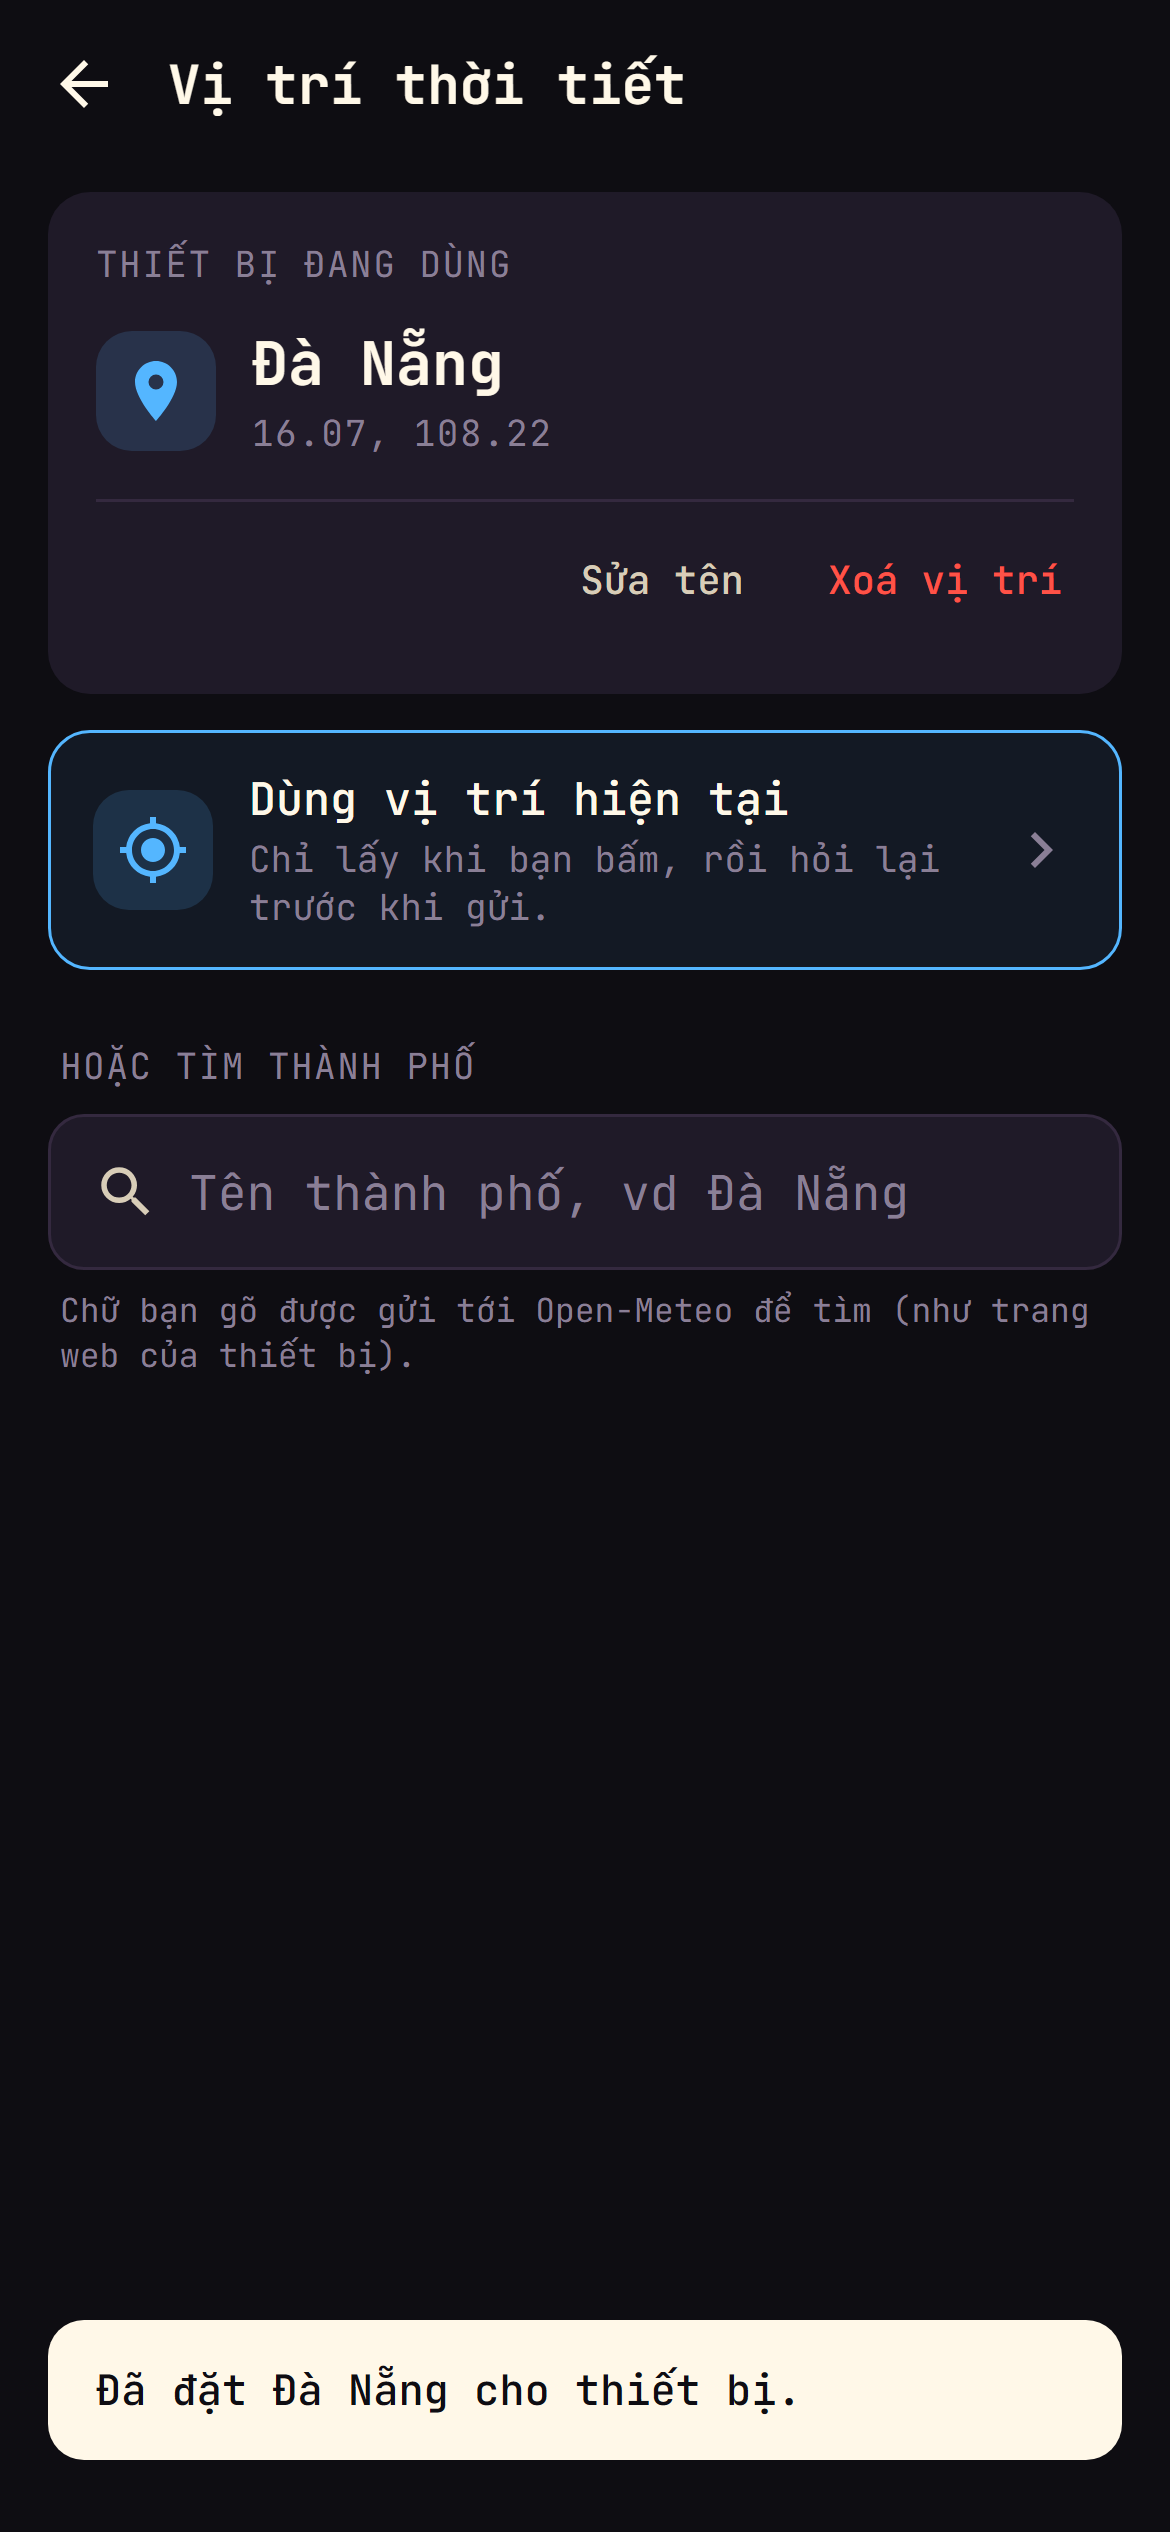 Vị trí thời tiết
THIẾT BỊ ĐANG DÙNG
Đà Nẵng
16.07, 108.22
Sửa tên
Xoá vị trí
Dùng vị trí hiện tại
Chỉ lấy khi bạn bấm, rồi hỏi lại
trước khi gửi.
HOẶC TÌM THÀNH PHỐ
Tên thành phố, vd Đà Nẵng
Chữ bạn gõ được gửi tới Open-Meteo để tìm (như trang
web của thiết bị).
Đã đặt Đà Nẵng cho thiết bị.